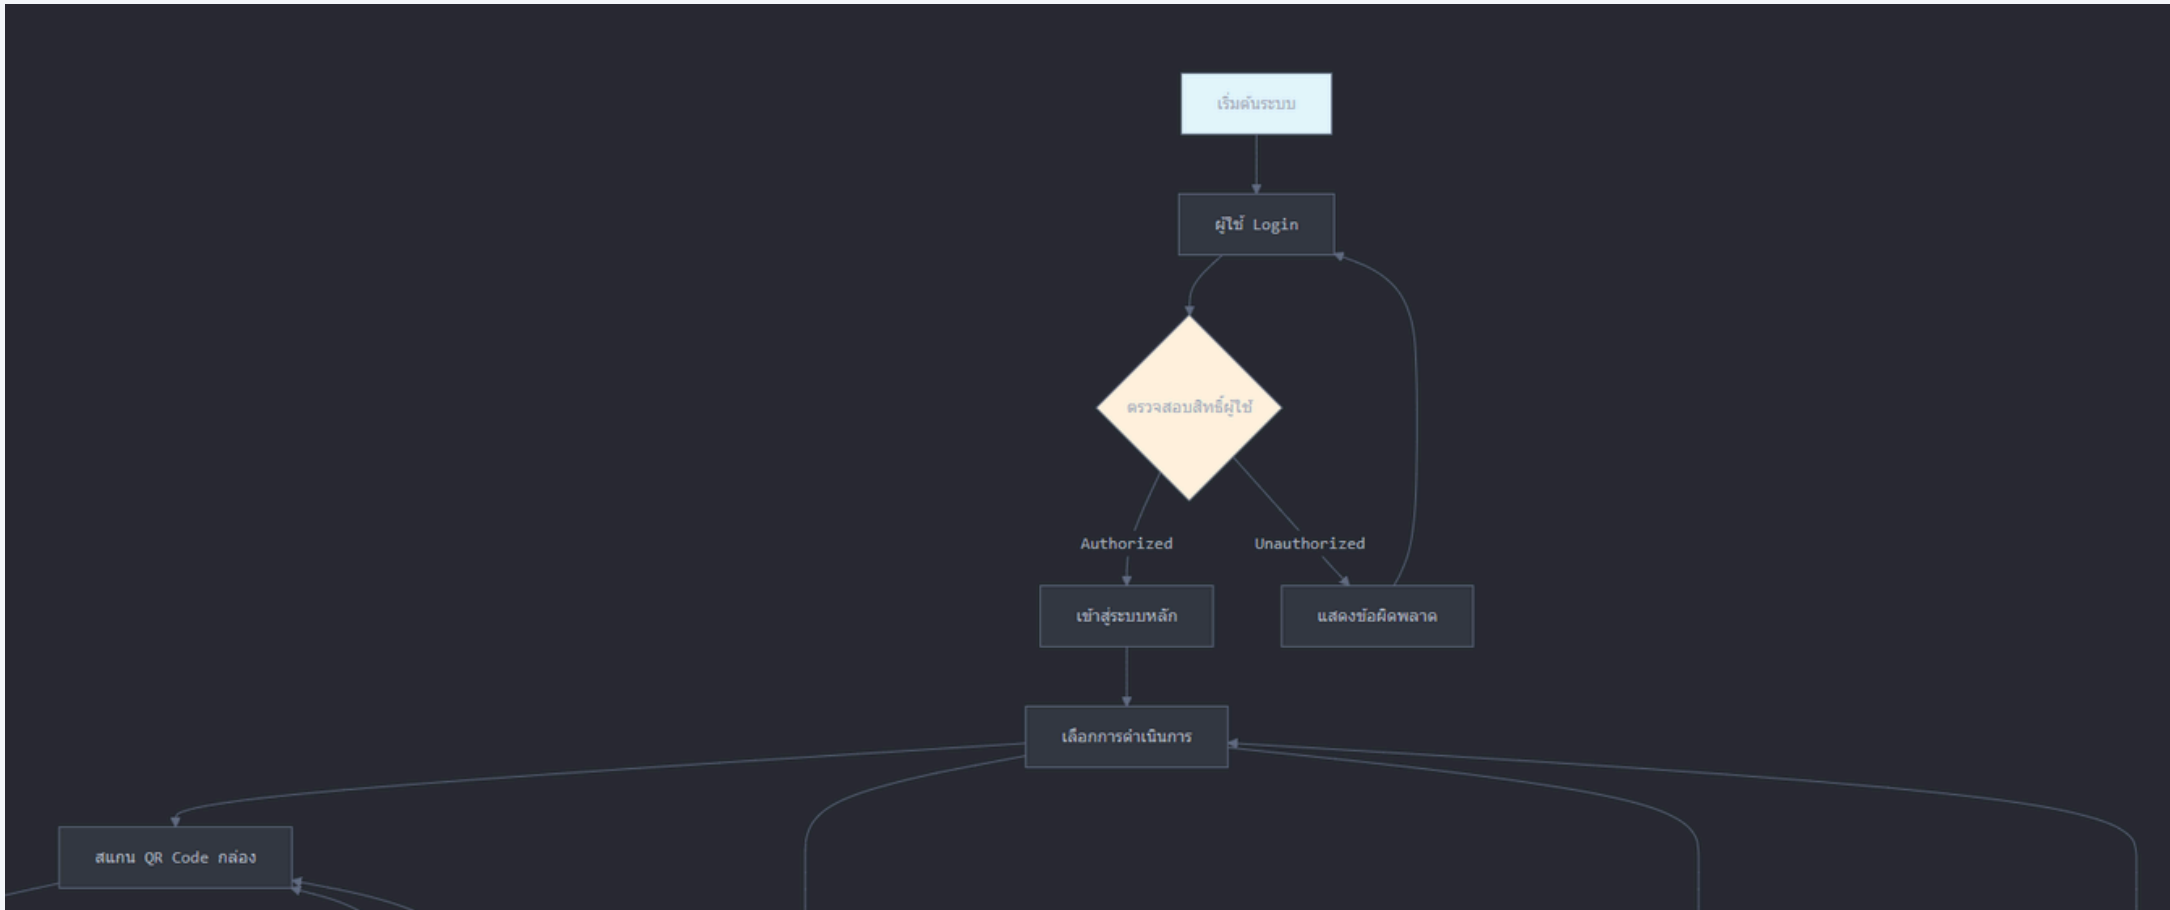 เริ่มต้นระบบ
ผู้ใช้ Login
ตรวจสอบสิทธิ์ผู้ใช้
Authorized
Unauthorized
เข้าสู่ระบบหลัก
แสดงข้อผิดพลาด
เลือกการดำเนินการ
สแกน QR Code กล่อง